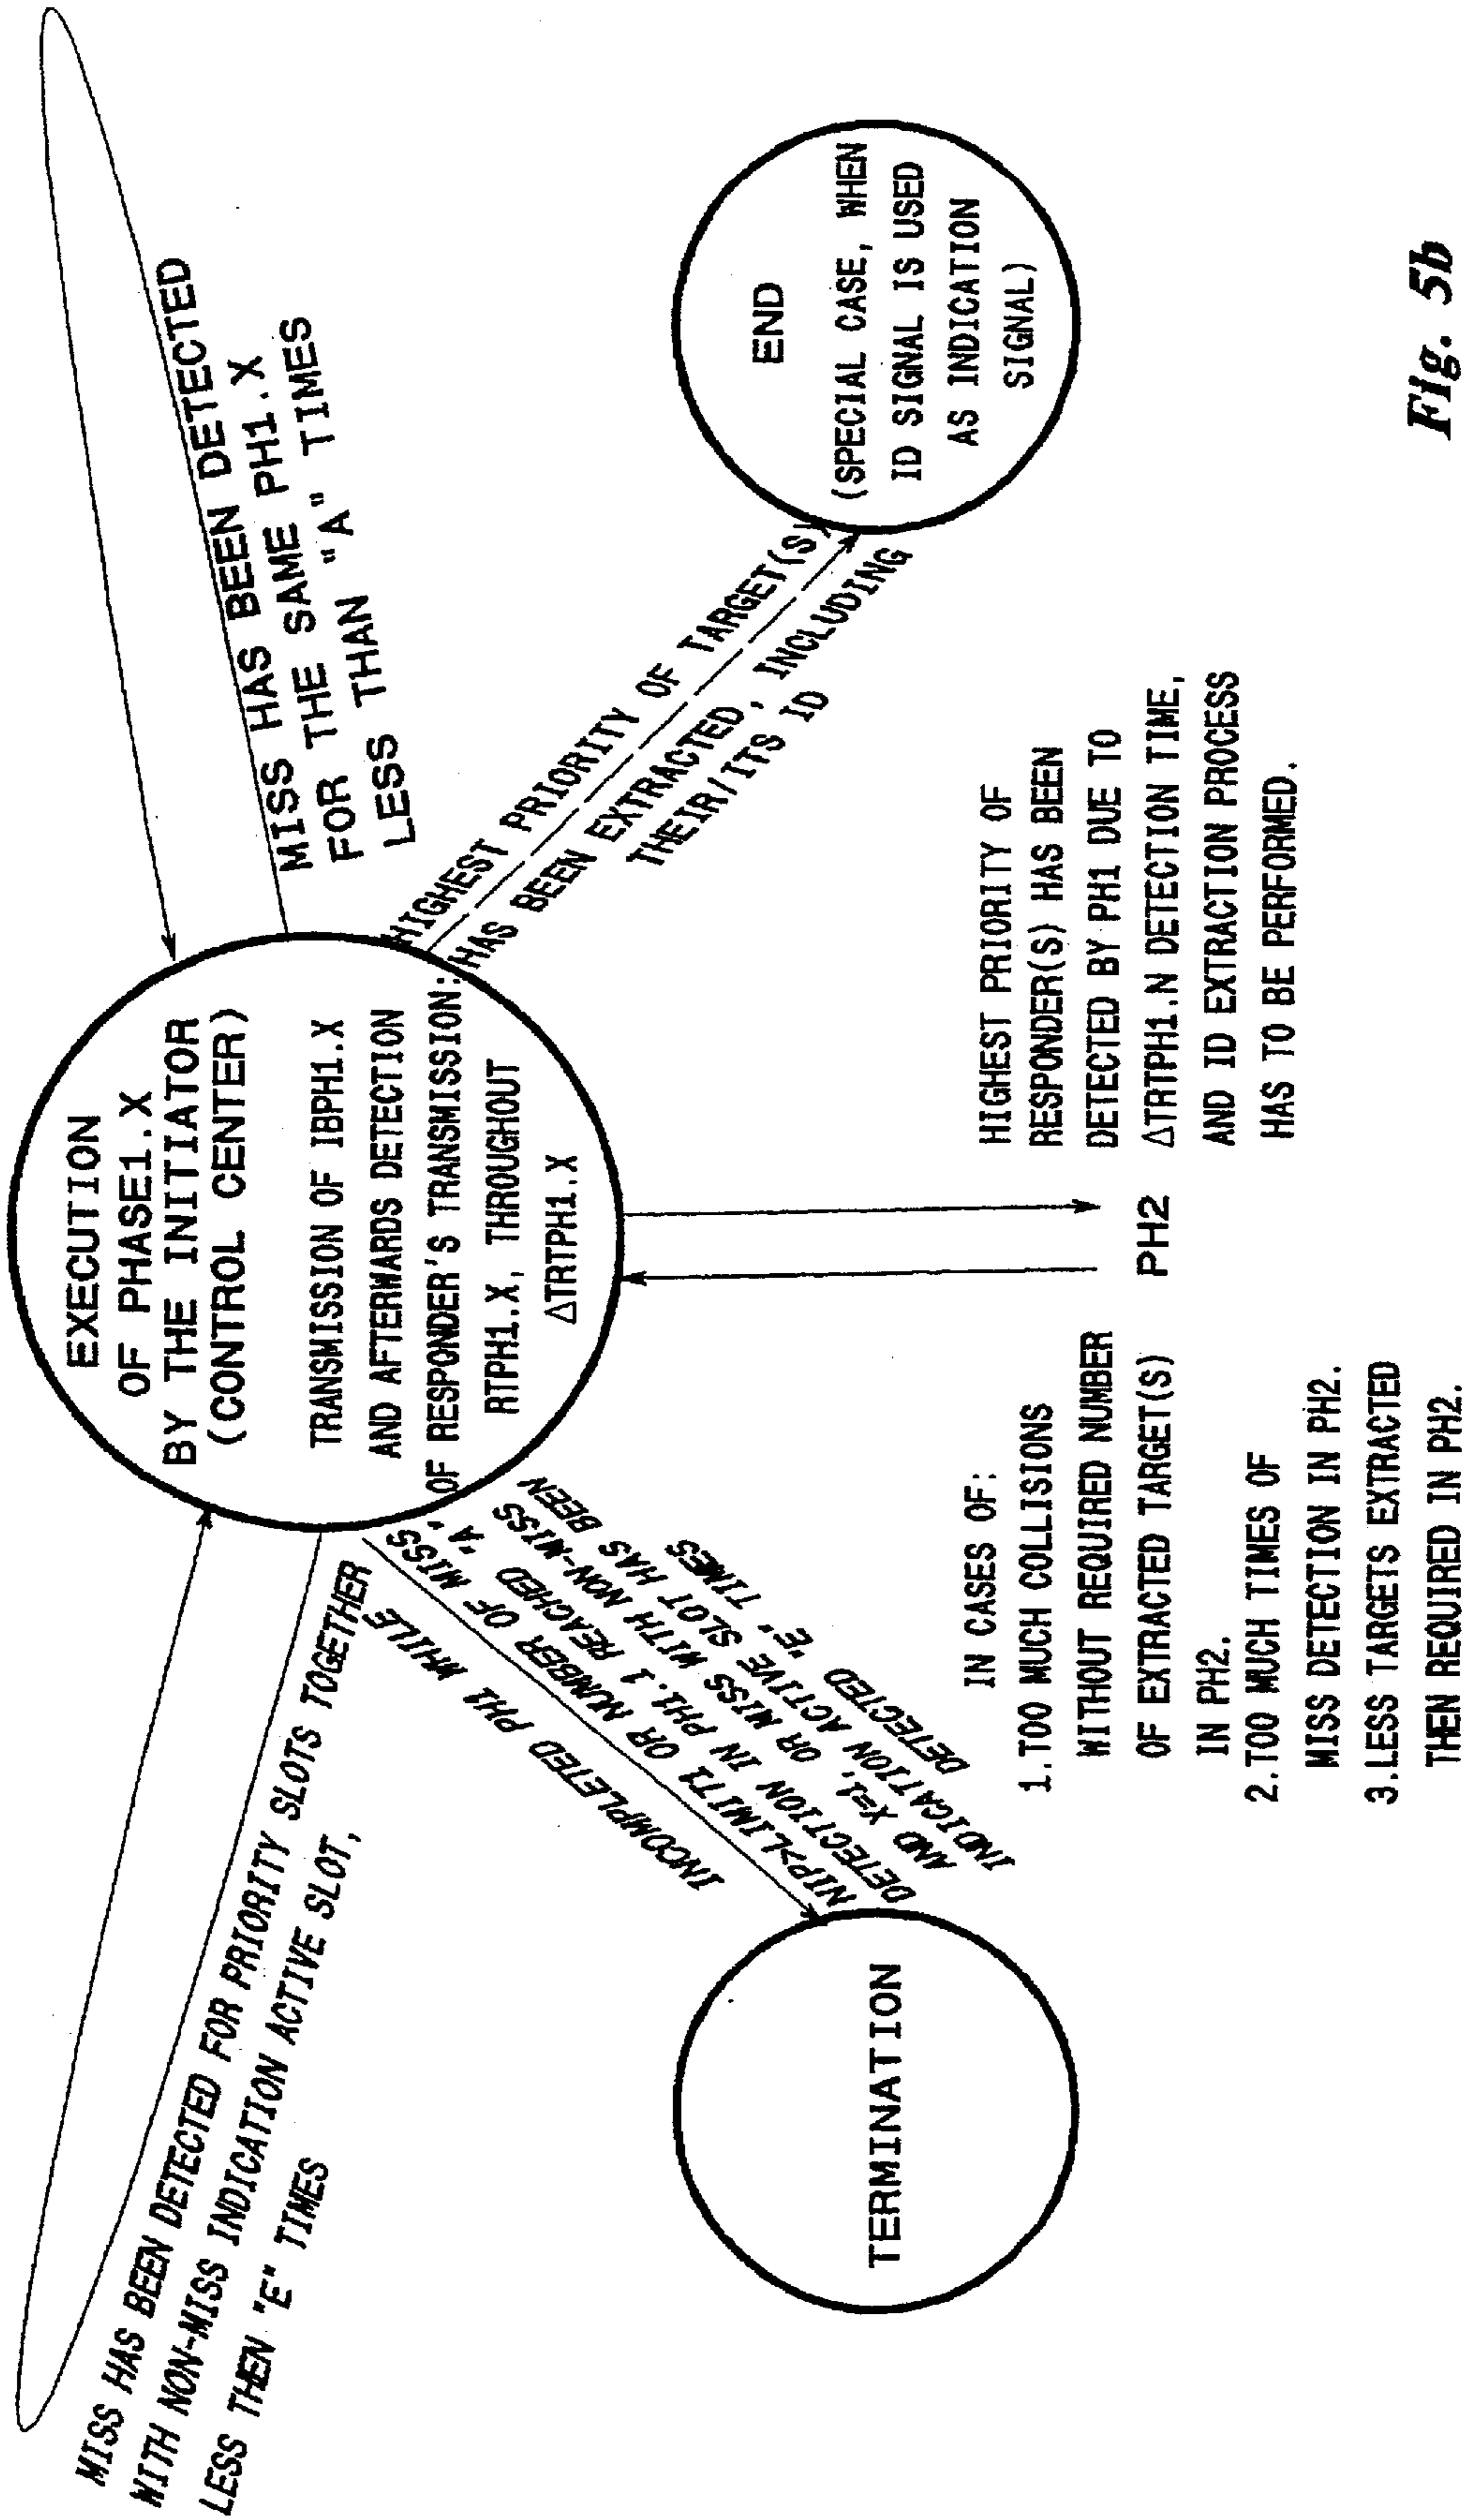 EXECUTION
OF PHASE1.X
BY THE INITIATOR
(CONTROL CENTER)
TRANSMISSION OF IBPH1.X
AND AFTERWARDS DETECTION
OF RESPONDER'S TRANSMISSION:
RTPH1.X, THROUGHOUT
ΔTRTPH1.X
MISS HAS BEEN DETECTED FOR PRIORITY SLOTS TOGETHER
WITH NON-MISS INDICATION ACTIVE SLOT,
LESS THEN "E" TIMES
MISS HAS BEEN DETECTED
FOR THE SAME PH1.X
LESS THAN "A" TIMES
INCOMPLETED PH1 WHILE
NTPPLIMIT1 OR NUMBER OF MISS,
DETECTION IN PH1.1 REACHED "A"
AND X=1, OR MISS WITH NON-MISS
INDICATION ACTIVE SLOT HAS BEEN
DETECTED "E" TIMES
HIGHEST PRIORITY OF TARGET(S)
HAS BEEN EXTRACTED, INCLUDING
THEIR/ITS ID
TERMINATION
END
(SPECIAL CASE, WHEN
ID SIGNAL IS USED
AS INDICATION
SIGNAL)
PH2
IN CASES OF:
1.TOO MUCH COLLISIONS
WITHOUT REQUIRED NUMBER
OF EXTRACTED TARGET(S)
IN PH2.
2.TOO MUCH TIMES OF
MISS DETECTION IN PH2.
3.LESS TARGETS EXTRACTED
THEN REQUIRED IN PH2.
HIGHEST PRIORITY OF
RESPONDER(S) HAS BEEN
DETECTED BY PH1 DUE TO
ΔTRTPH1.N DETECTION TIME,
AND ID EXTRACTION PROCESS
HAS TO BE PERFORMED.
Fig. 5b